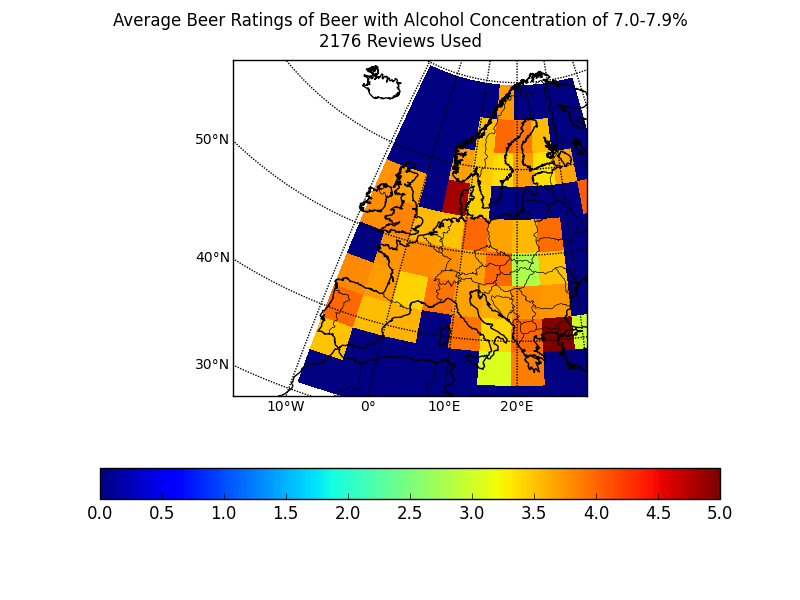 Average Beer Ratings of Beer with Alcohol Concentration of 7.0-7.9%
2176 Reviews Used
50°N
40°N
30°N
10°W 0° 10°E 20°E
0.0 0.5 1.0 1.5 2.0 2.5 3.0 3.5 4.0 4.5 5.0